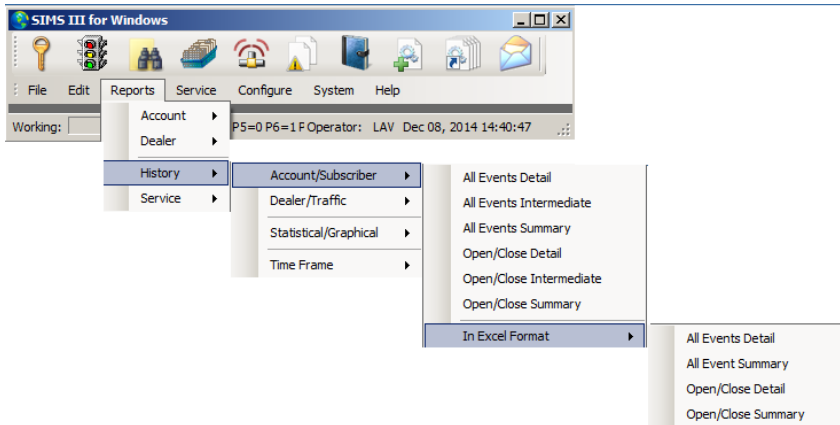 SIMS III for Windows
File Edit Reports Service Configure System Help
Working: P5=0 P6=1 F Operator: LAV Dec 08, 2014 14:40:47
Account
Dealer
History
Service
Account/Subscriber
Dealer/Traffic
Statistical/Graphical
Time Frame
All Events Detail
All Events Intermediate
All Events Summary
Open/Close Detail
Open/Close Intermediate
Open/Close Summary
In Excel Format
All Events Detail
All Event Summary
Open/Close Detail
Open/Close Summary